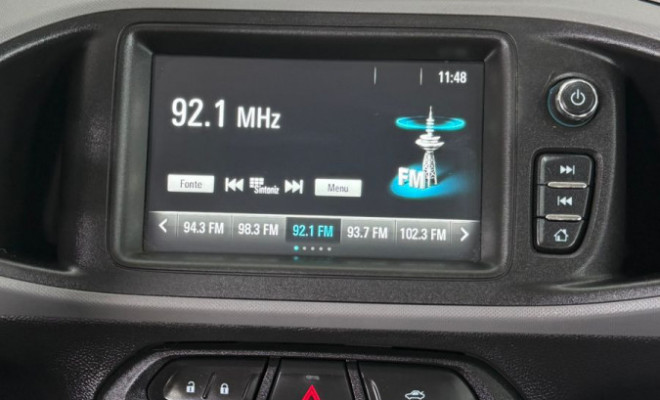 11:48
92.1 MHz
FM
Fonte Sintonir Menu
94.3 FM 98.3 FM 92.1 FM 93.7 FM 102.3 FM